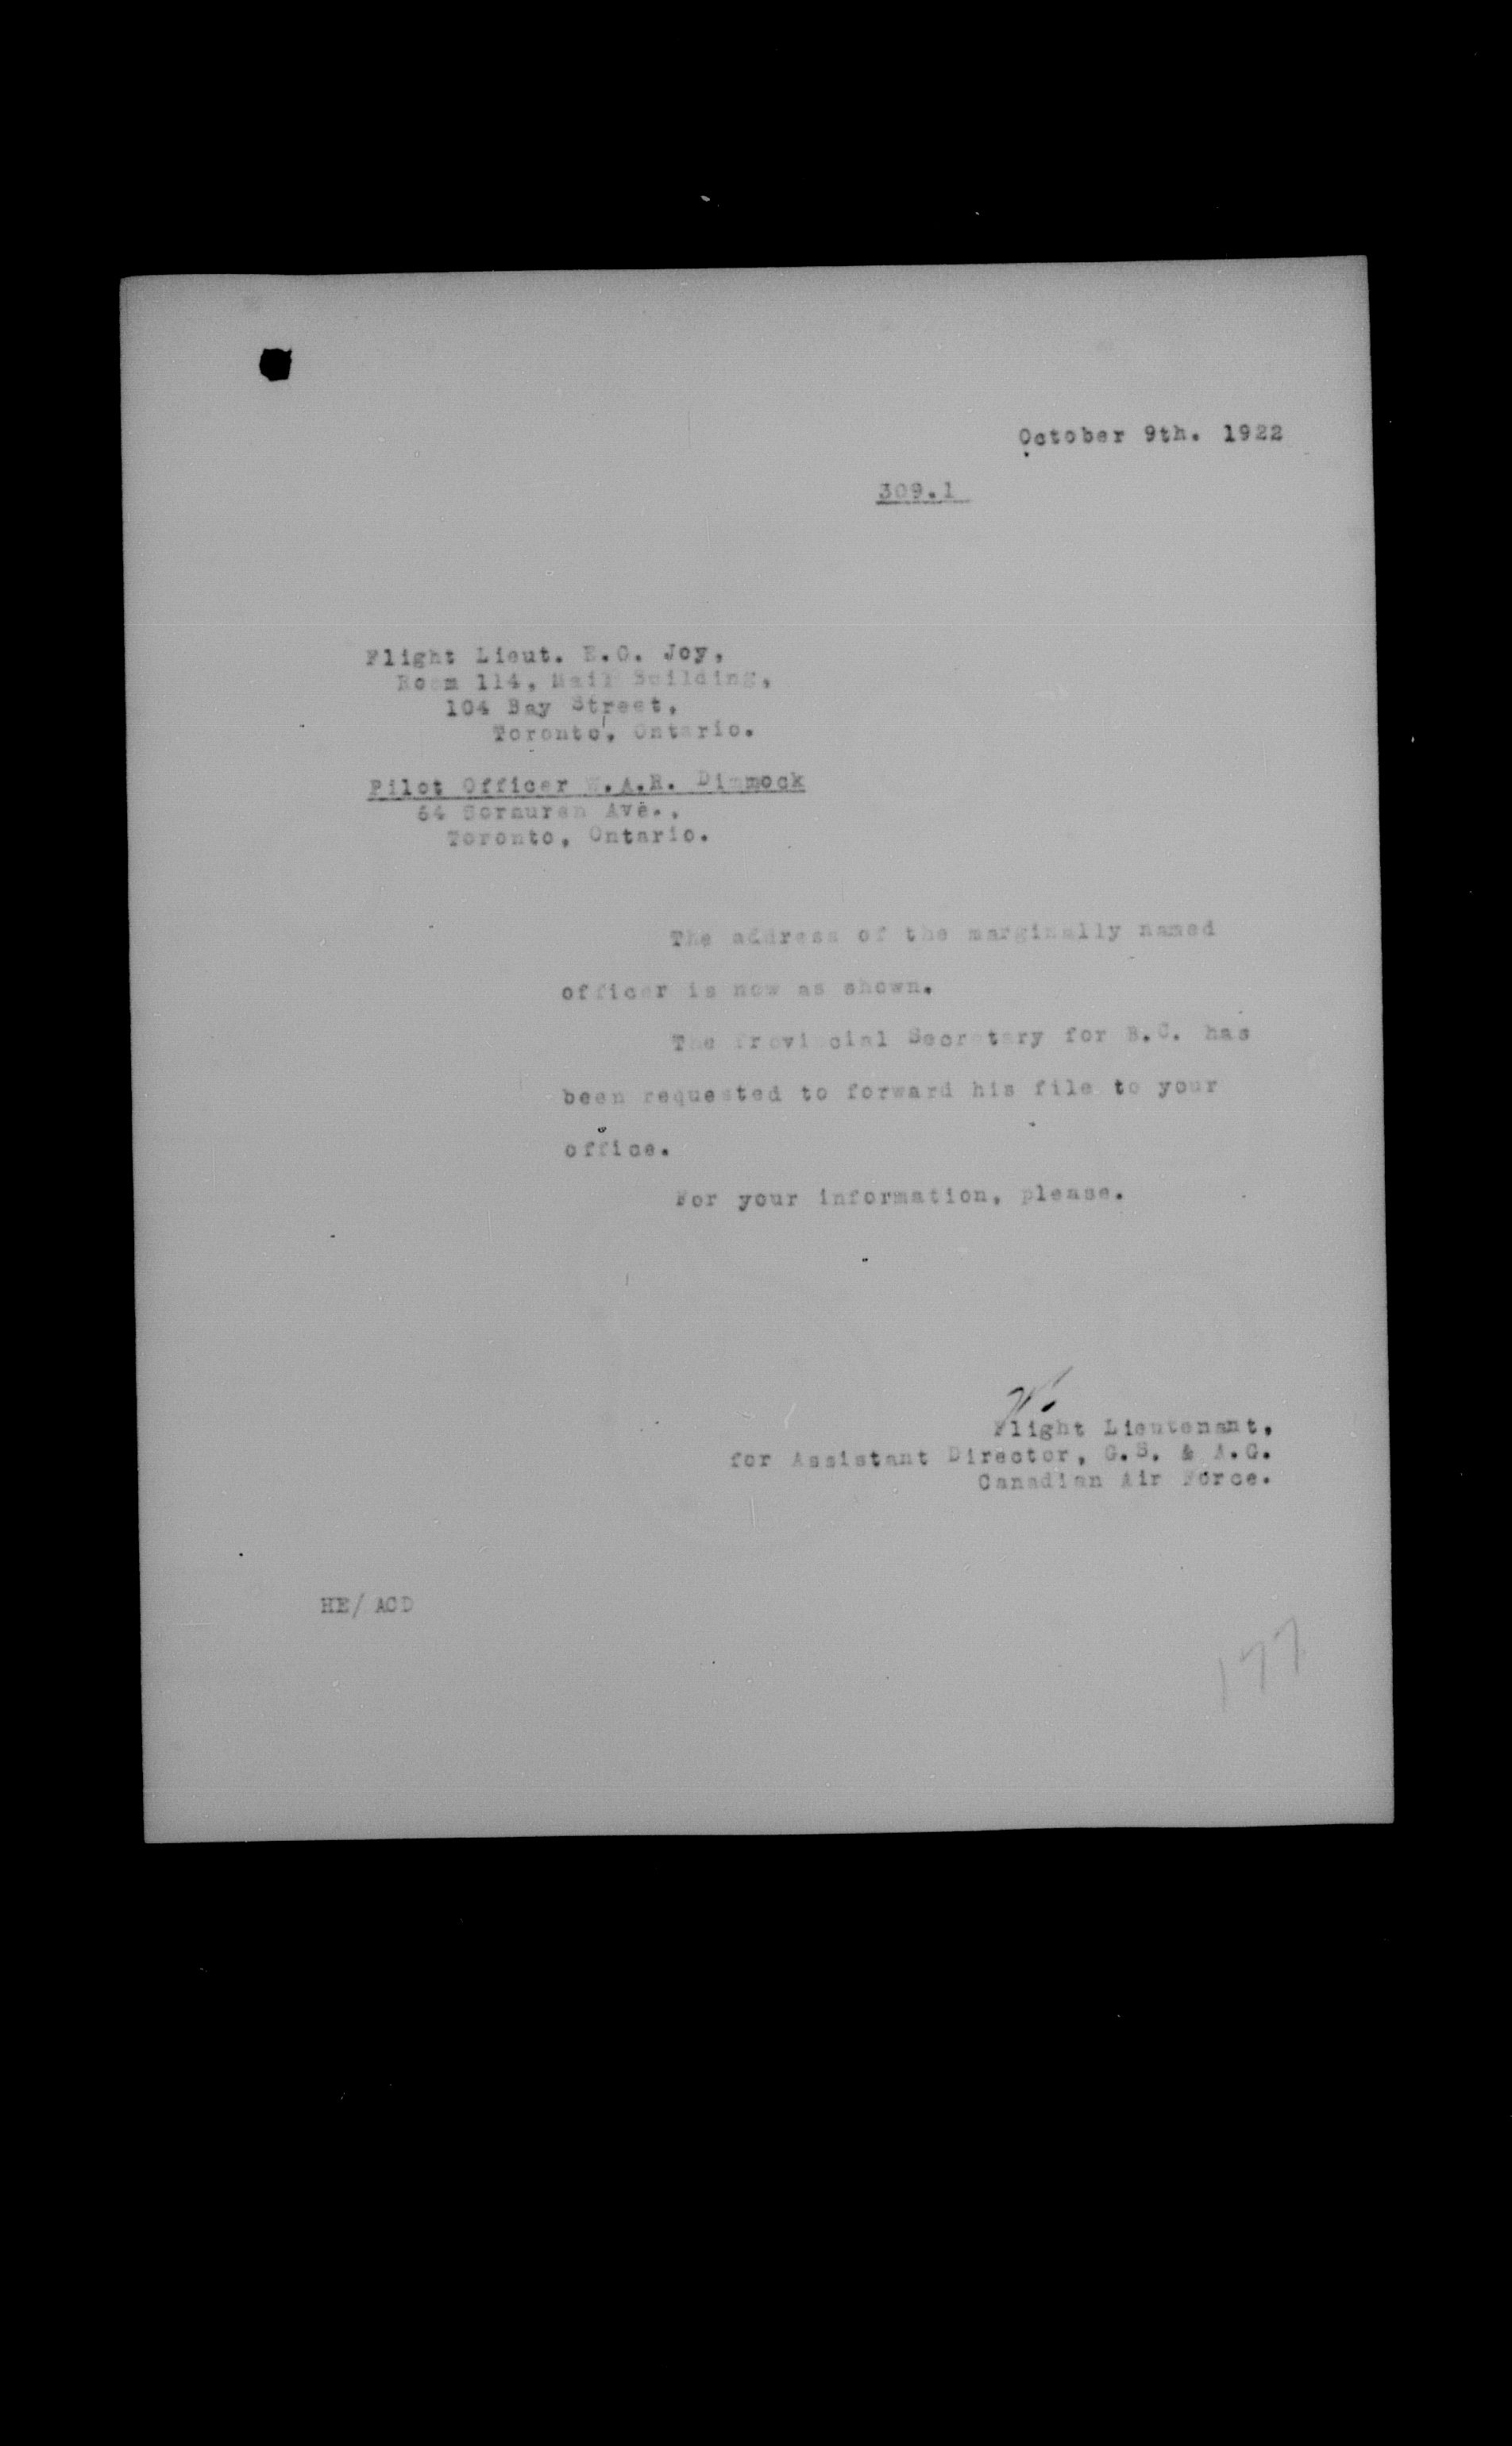 October 9th. 1922
309.1
Flight Lieut. E.O. Joy,
Room 114, Mail Building,
104 Bay Street,
Toronto, Ontario.
Pilot Officer W.A.R. Dimmock
64 Sorauren Ave.,
Toronto, Ontario.
The address of the marginally named
officer is now as shown.
The Provincial Secretary for B.C. has
been requested to forward his file to your
office.
For your information, please.
Flight Lieutenant,
for Assistant Director, G.S. & A.G.
Canadian Air Force.
HE/ ACD
177